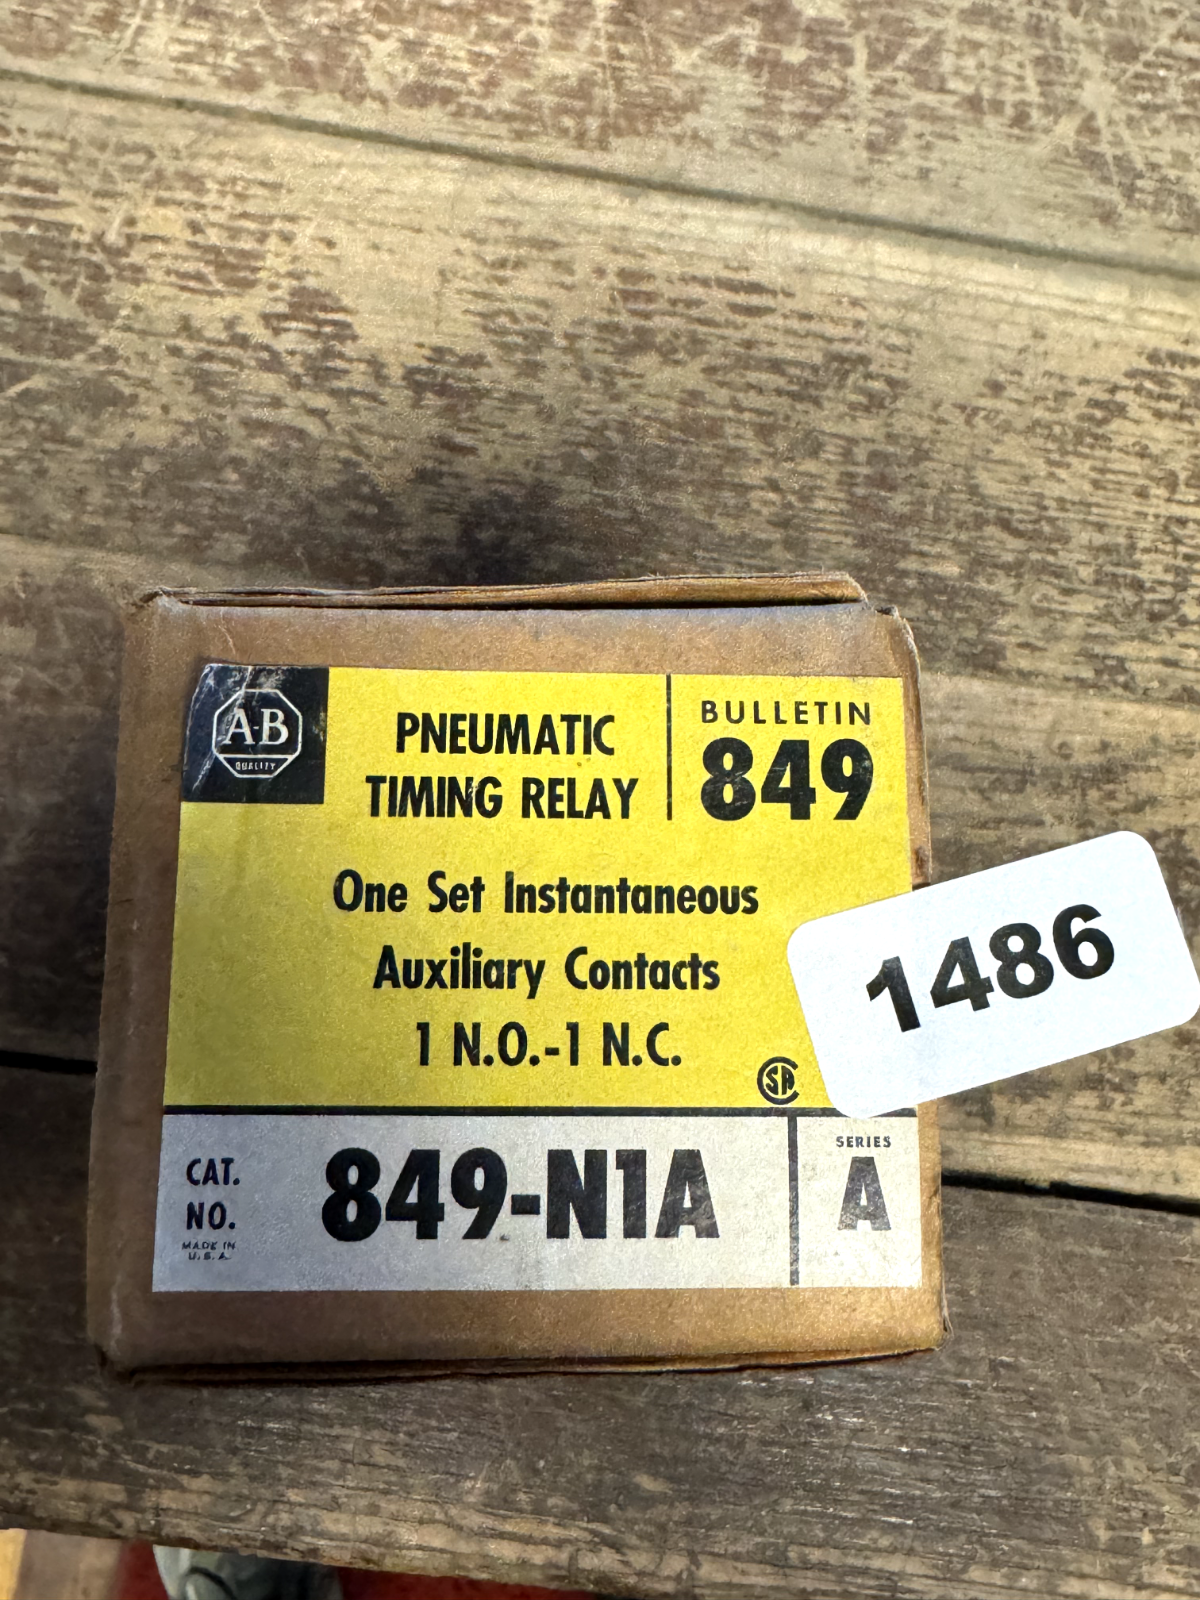 A-B
QUALITY
PNEUMATIC
TIMING RELAY
BULLETIN
849
One Set Instantaneous
Auxiliary Contacts
1 N.O.-1 N.C.
SA
1486
CAT.
NO.
MADE IN
U.S.A.
849-N1A
SERIES
A